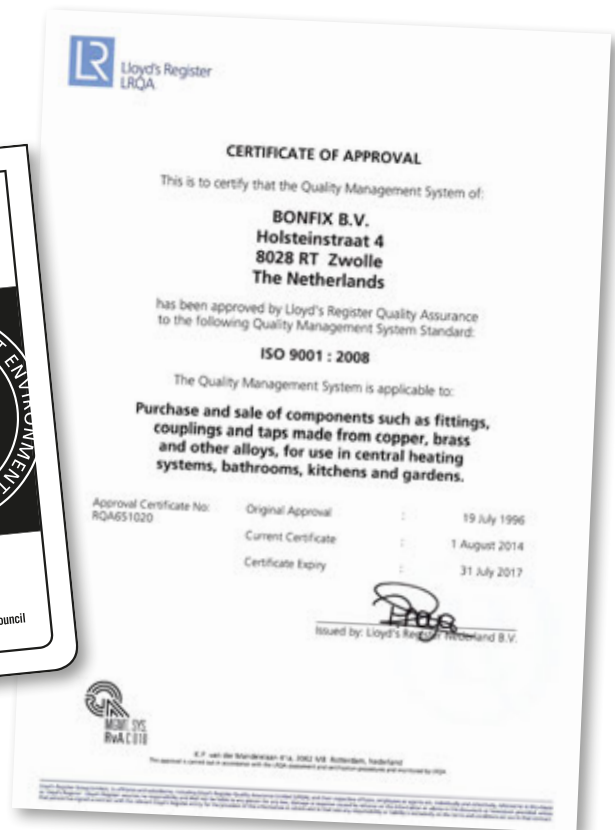 LR
Lloyd's Register
LRQA
CERTIFICATE OF APPROVAL
This is to certify that the Quality Management System of:
BONFIX B.V.
Holsteinstraat 4
8028 RT Zwolle
The Netherlands
has been approved by Lloyd's Register Quality Assurance
to the following Quality Management System Standard:
ISO 9001 : 2008
The Quality Management System is applicable to:
Purchase and sale of components such as fittings,
couplings and taps made from copper, brass
and other alloys, for use in central heating
systems, bathrooms, kitchens and gardens.
Approval Certificate No:
RQA651020
Original Approval : 19 July 1996
Current Certificate : 1 August 2014
Certificate Expiry : 31 July 2017
Issued by: Lloyd's Register Nederland B.V.
MGMT. SYS.
RvA C 018
Rotterdam, Nederland
ENVIRONMENT